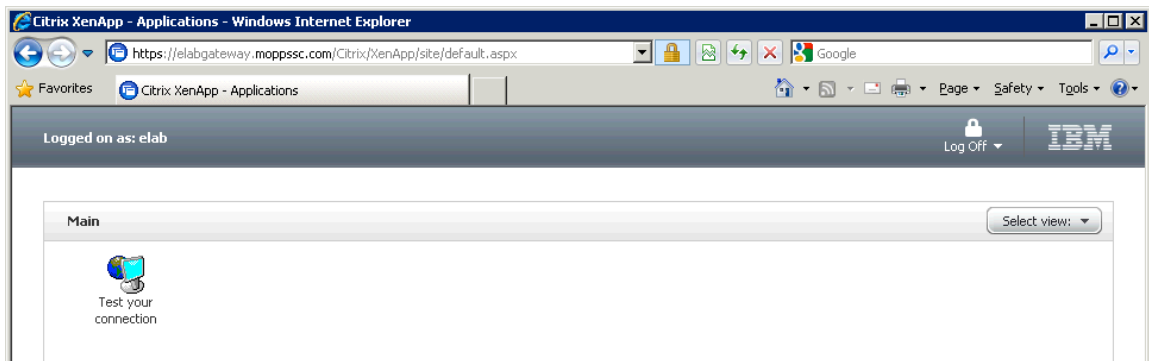 Citrix XenApp - Applications - Windows Internet Explorer
https://elabgateway.moppssc.com/Citrix/XenApp/site/default.aspx
Google
Favorites
Citrix XenApp - Applications
Page
Safety
Tools
Logged on as: elab
Log Off
IBM
Main
Select view:
Test your
connection